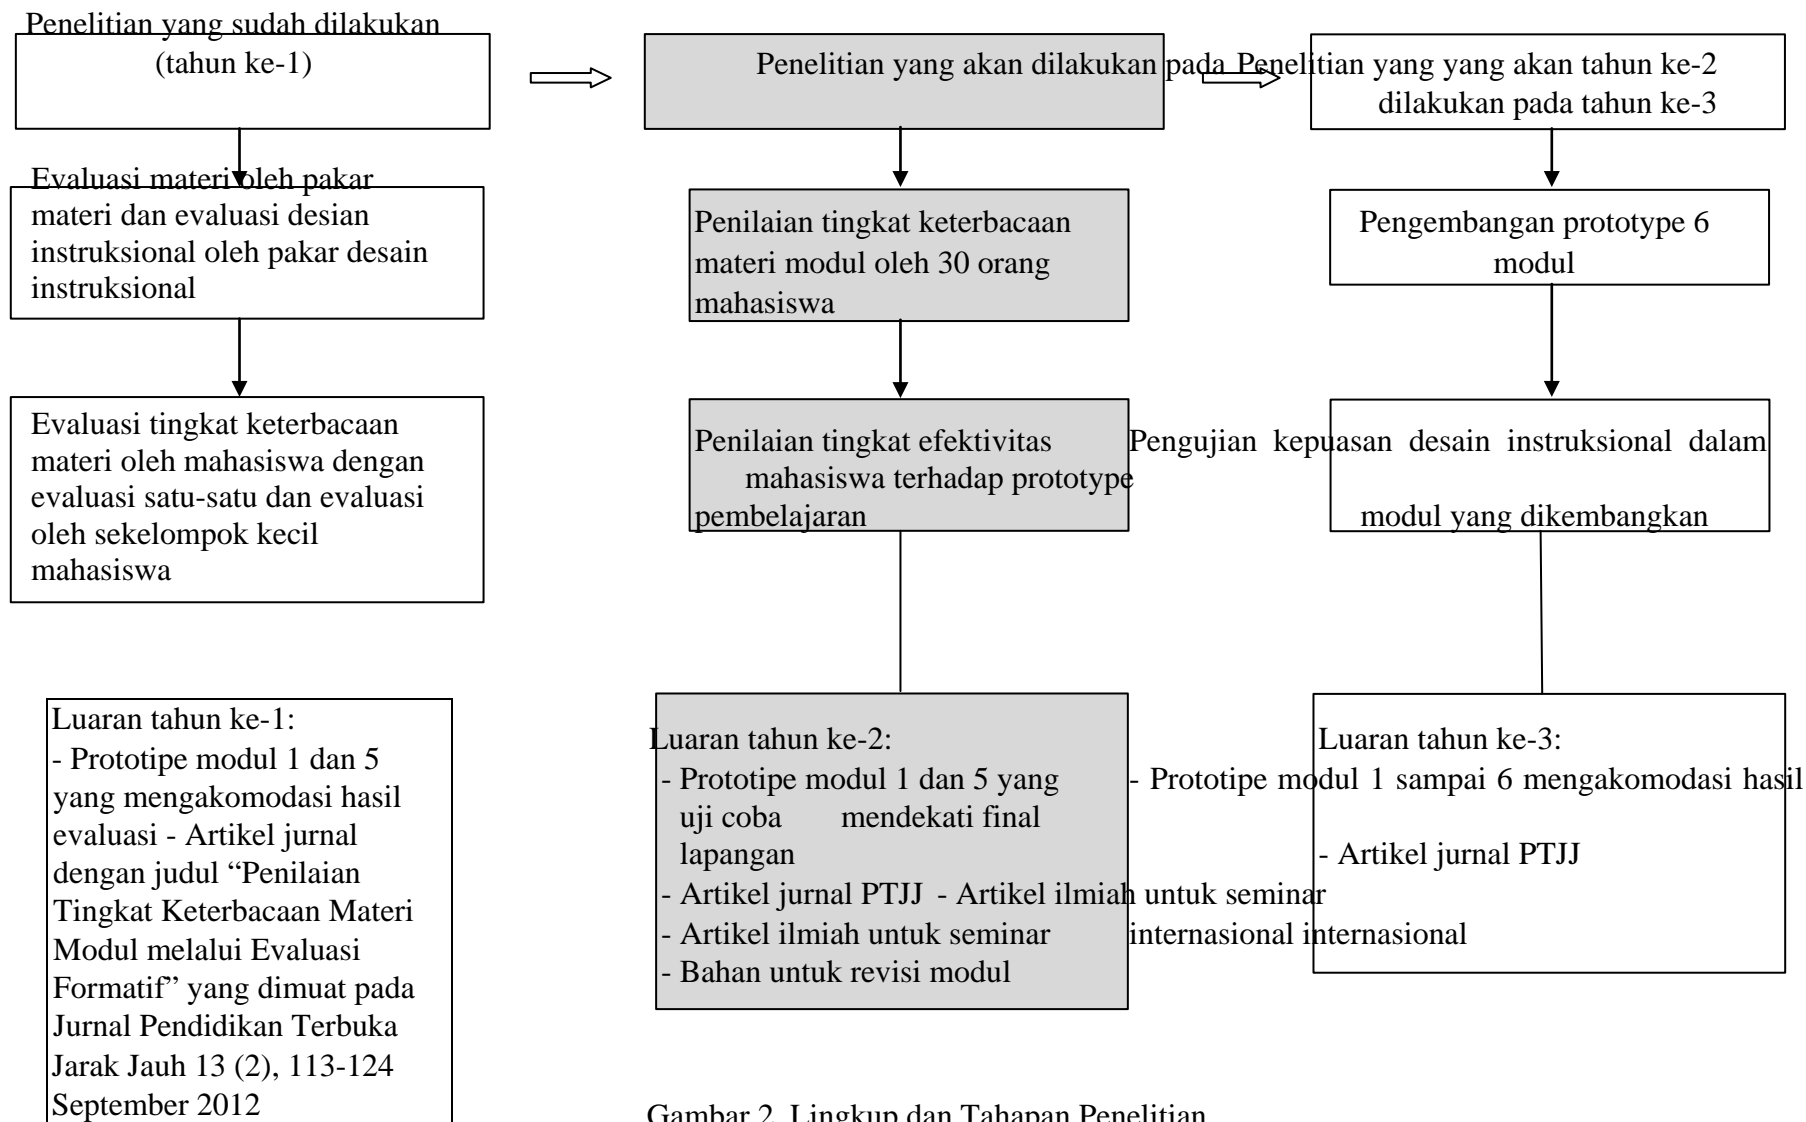 Penelitian yang sudah dilakukan
(tahun ke-1)
Penelitian yang akan dilakukan pada Penelitian yang yang akan tahun ke-2
dilakukan pada tahun ke-3
Evaluasi materi oleh pakar
materi dan evaluasi desian
instruksional oleh pakar desain
instruksional
Penilaian tingkat keterbacaan
materi modul oleh 30 orang
mahasiswa
Pengembangan prototype 6
modul
Evaluasi tingkat keterbacaan
materi oleh mahasiswa dengan
evaluasi satu-satu dan evaluasi
oleh sekelompok kecil
mahasiswa
Penilaian tingkat efektivitas
mahasiswa terhadap prototype
pembelajaran
Pengujian kepuasan desain instruksional dalam
modul yang dikembangkan
Luaran tahun ke-1:
- Prototipe modul 1 dan 5
yang mengakomodasi hasil
evaluasi - Artikel jurnal
dengan judul “Penilaian
Tingkat Keterbacaan Materi
Modul melalui Evaluasi
Formatif” yang dimuat pada
Jurnal Pendidikan Terbuka
Jarak Jauh 13 (2), 113-124
September 2012
Luaran tahun ke-2:
- Prototipe modul 1 dan 5 yang
uji coba mendekati final
lapangan
- Artikel jurnal PTJJ - Artikel ilmiah untuk seminar
- Artikel ilmiah untuk seminar internasional internasional
- Bahan untuk revisi modul
Luaran tahun ke-3:
- Prototipe modul 1 sampai 6 mengakomodasi hasil
- Artikel jurnal PTJJ
Gambar 2. Lingkup dan Tahapan Penelitian